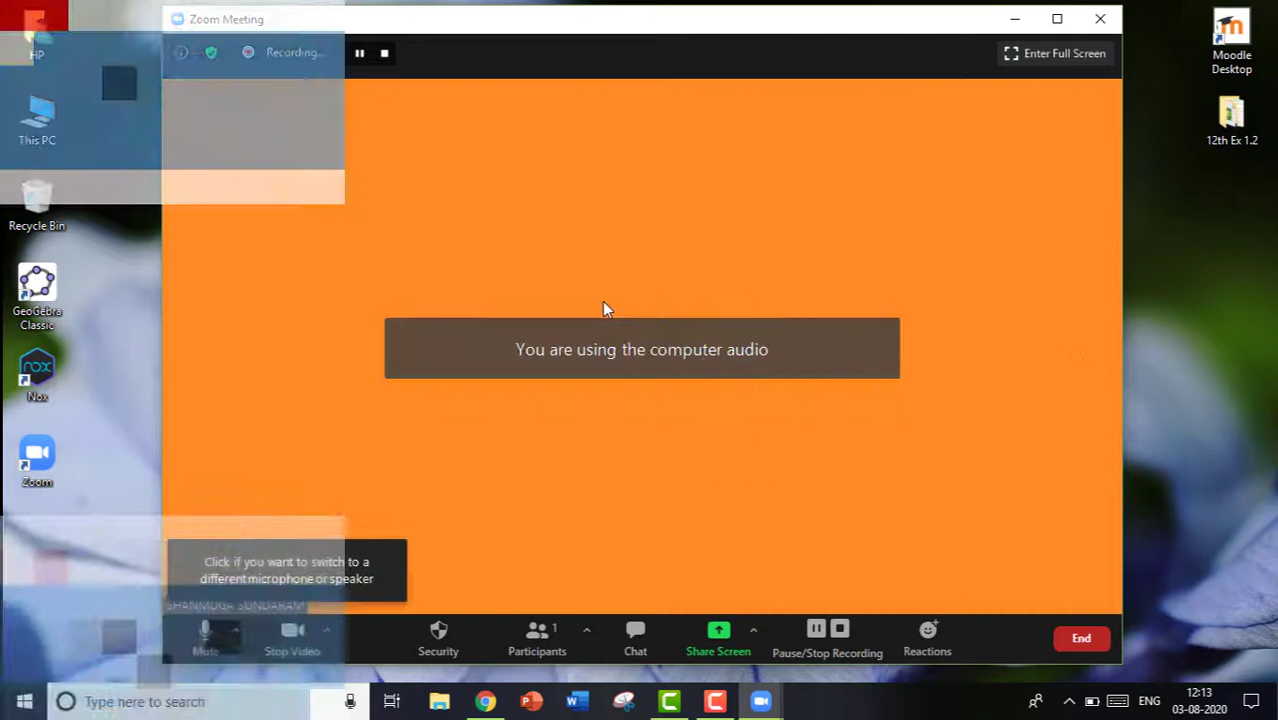 Zoom Meeting
HP
Recording...
Enter Full Screen
Moodle
Desktop
This PC
12th Ex 1.2
Recycle Bin
GeoGebra
Classic
You are using the computer audio
Nox
Zoom
Click if you want to switch to a
different microphone or speaker
SHANMUGA SUNDARAM
Mute
Stop Video
Security
1
Participants
Chat
Share Screen
Pause/Stop Recording
Reactions
End
Type here to search
ENG
12:13
03-08-2020